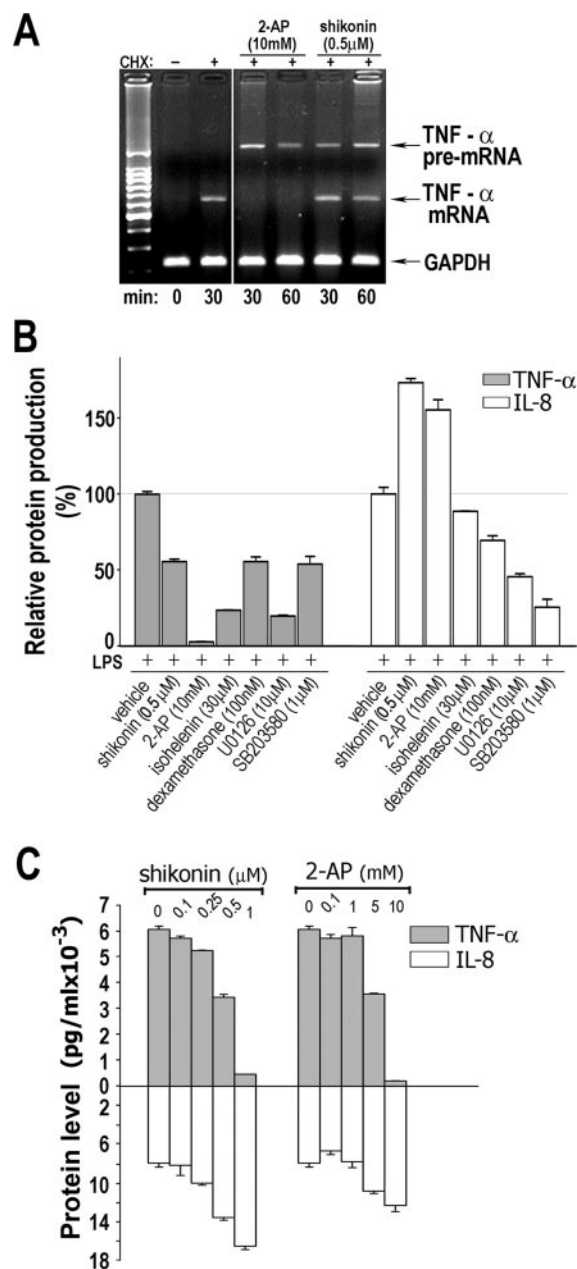 A
2-AP shikonin
(10mM) (0.5μM)
CHX: – + + + + +
TNF - α
pre-mRNA
TNF - α
mRNA
GAPDH
min: 0 30 30 60 30 60
B
Relative protein production
(%)
150
100
50
0
TNF-α
IL-8
LPS + + + + + + + + + + + + + +
vehicle
shikonin (0.5 μM)
2-AP (10mM)
isohelenin (30μM)
dexamethasone (100nM)
U0126 (10μM)
SB203580 (1μM)
vehicle
shikonin (0.5 μM)
2-AP (10mM)
isohelenin (30μM)
dexamethasone (100nM)
U0126 (10μM)
SB203580 (1μM)
C
shikonin (μM) 2-AP (mM)
0 0.1 0.25 0.5 1 0 0.1 1 5 10
Protein level (pg/mlx10-3)
6
5
4
3
2
1
0
2
6
10
14
18
TNF-α
IL-8